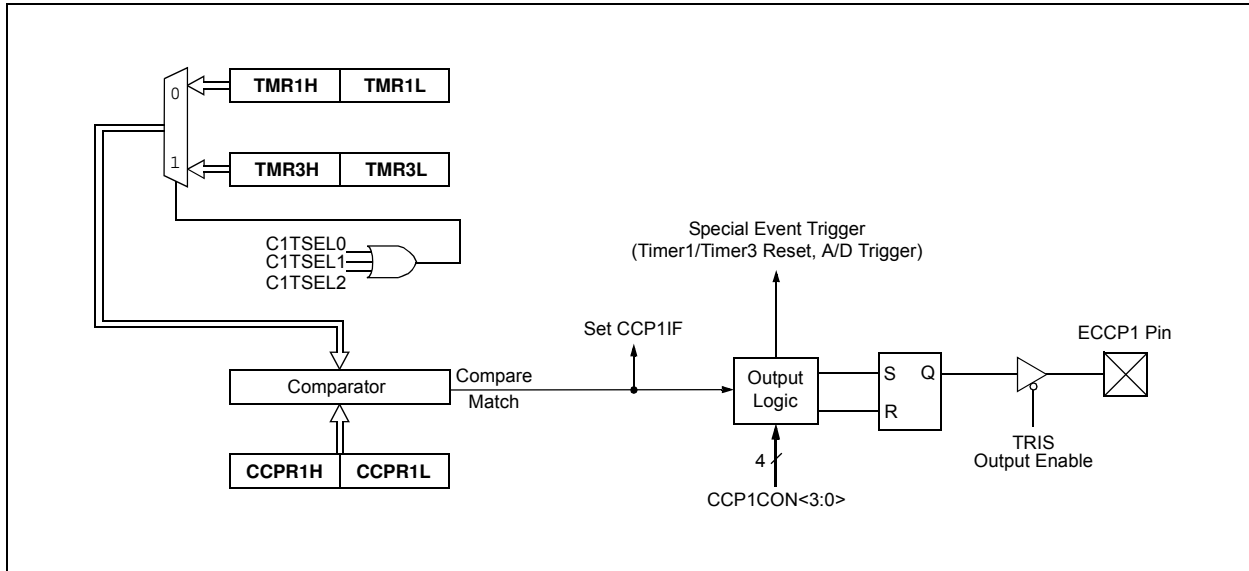 0
TMR1H TMR1L
1
TMR3H TMR3L
C1TSEL0
C1TSEL1
C1TSEL2
Special Event Trigger
(Timer1/Timer3 Reset, A/D Trigger)
Set CCP1IF
ECCP1 Pin
Comparator
Compare
Match
Output
Logic
S Q
R
TRIS
Output Enable
CCPR1H CCPR1L
4
CCP1CON<3:0>